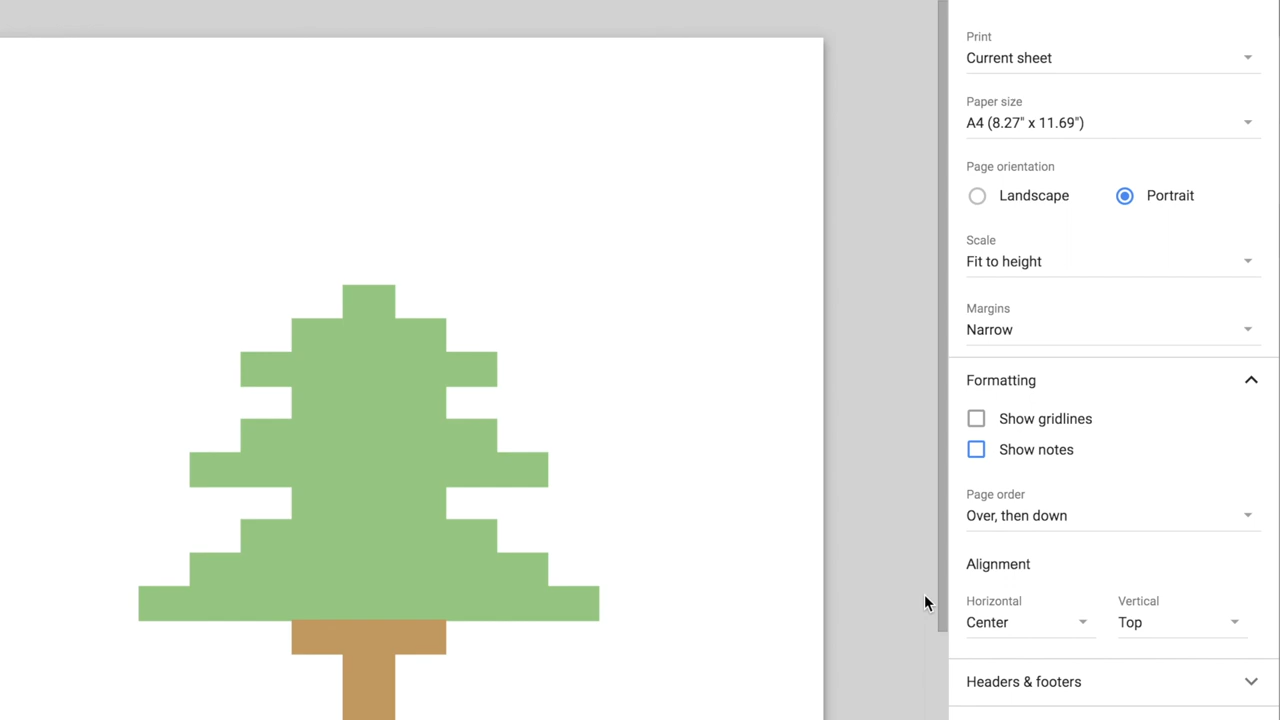 Print
Current sheet
Paper size
A4 (8.27" x 11.69")
Page orientation
Landscape Portrait
Scale
Fit to height
Margins
Narrow
Formatting
Show gridlines
Show notes
Page order
Over, then down
Alignment
Horizontal Vertical
Center Top
Headers & footers